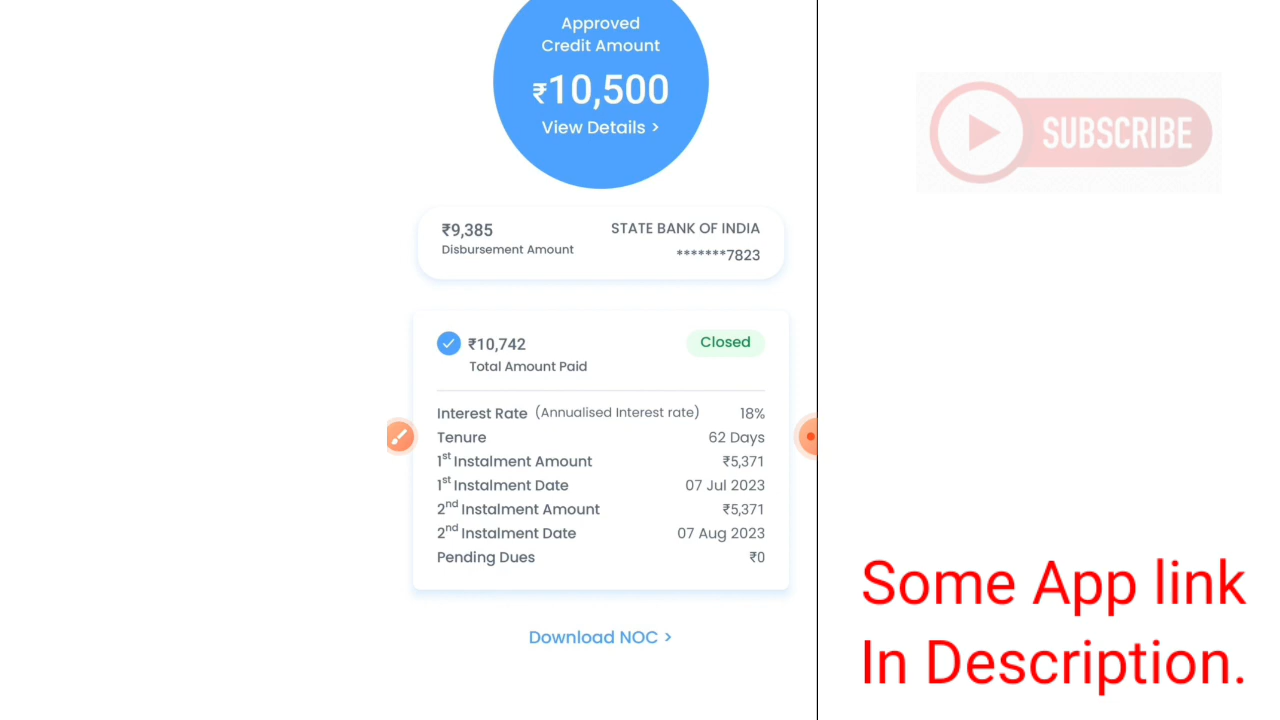 Approved
Credit Amount
₹10,500
View Details >
₹9,385
Disbursement Amount
STATE BANK OF INDIA
*******7823
₹10,742
Total Amount Paid
Closed
Interest Rate (Annualised Interest rate) 18%
Tenure 62 Days
1st Instalment Amount ₹5,371
1st Instalment Date 07 Jul 2023
2nd Instalment Amount ₹5,371
2nd Instalment Date 07 Aug 2023
Pending Dues ₹0
Download NOC >
SUBSCRIBE
Some App link
In Description.